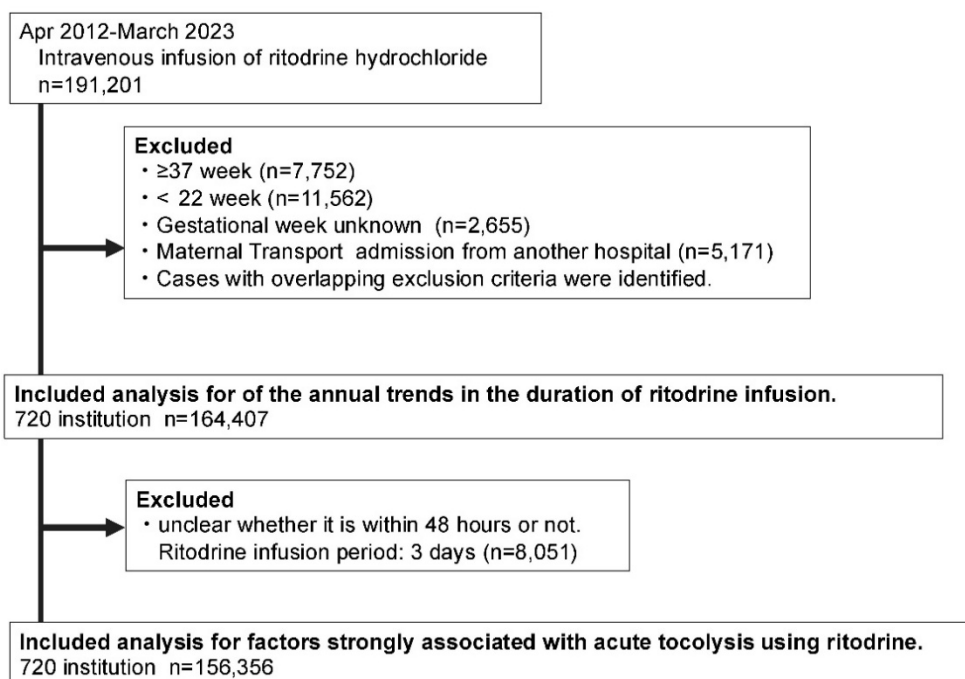 Apr 2012-March 2023
Intravenous infusion of ritodrine hydrochloride
n=191,201
Excluded
・≥37 week (n=7,752)
・< 22 week (n=11,562)
・Gestational week unknown (n=2,655)
・Maternal Transport admission from another hospital (n=5,171)
・Cases with overlapping exclusion criteria were identified.
Included analysis for of the annual trends in the duration of ritodrine infusion.
720 institution n=164,407
Excluded
・unclear whether it is within 48 hours or not.
Ritodrine infusion period: 3 days (n=8,051)
Included analysis for factors strongly associated with acute tocolysis using ritodrine.
720 institution n=156,356